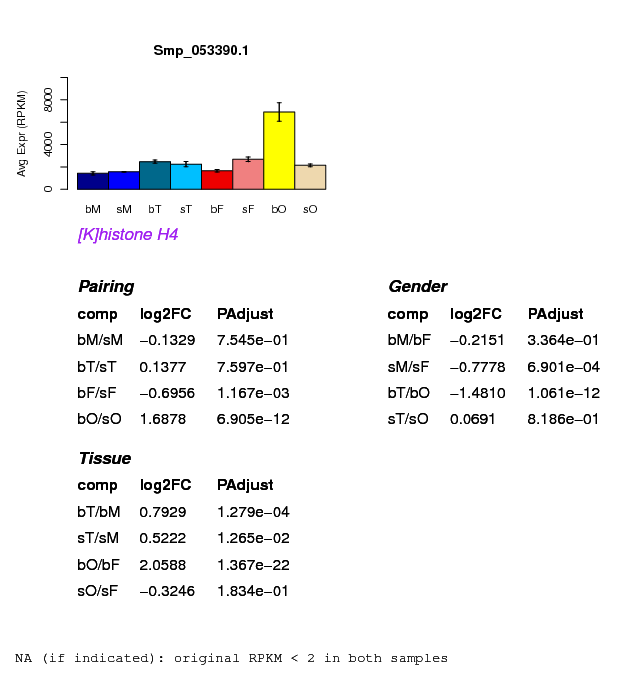 Smp_053390.1
Avg Expr (RPKM)
8000
4000
0
bM sM bT sT bF sF bO sO
[K]histone H4
Pairing
comp log2FC PAdjust
bM/sM −0.1329 7.545e−01
bT/sT 0.1377 7.597e−01
bF/sF −0.6956 1.167e−03
bO/sO 1.6878 6.905e−12
Gender
comp log2FC PAdjust
bM/bF −0.2151 3.364e−01
sM/sF −0.7778 6.901e−04
bT/bO −1.4810 1.061e−12
sT/sO 0.0691 8.186e−01
Tissue
comp log2FC PAdjust
bT/bM 0.7929 1.279e−04
sT/sM 0.5222 1.265e−02
bO/bF 2.0588 1.367e−22
sO/sF −0.3246 1.834e−01
NA (if indicated): original RPKM < 2 in both samples